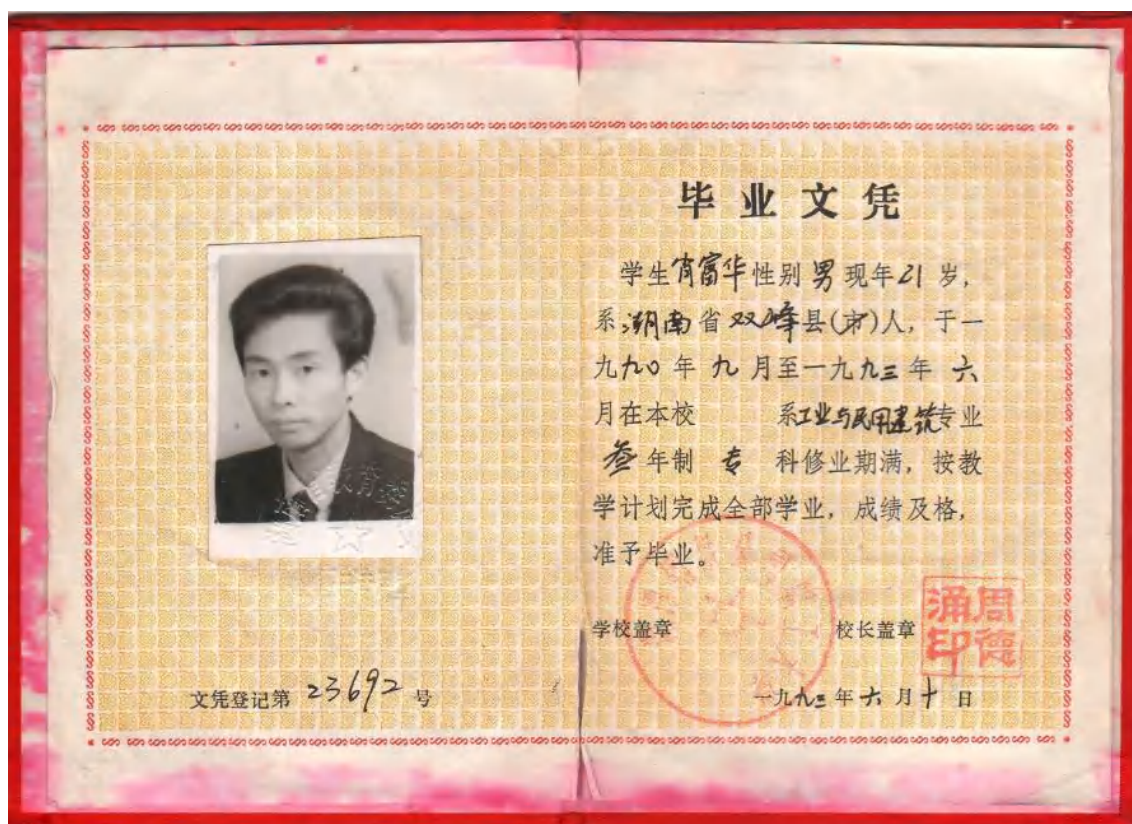 毕业文凭
学生肖富华性别男现年21岁，
系湖南省双峰县(市)人，于一
九九〇年九月至一九九三年六
月在本校 系工业与民用建筑专业
叁年制专科修业期满，按教
学计划完成全部学业，成绩及格，
准予毕业。
学校盖章 校长盖章
周德涌印
一九九三年六月十日
文凭登记第23692号